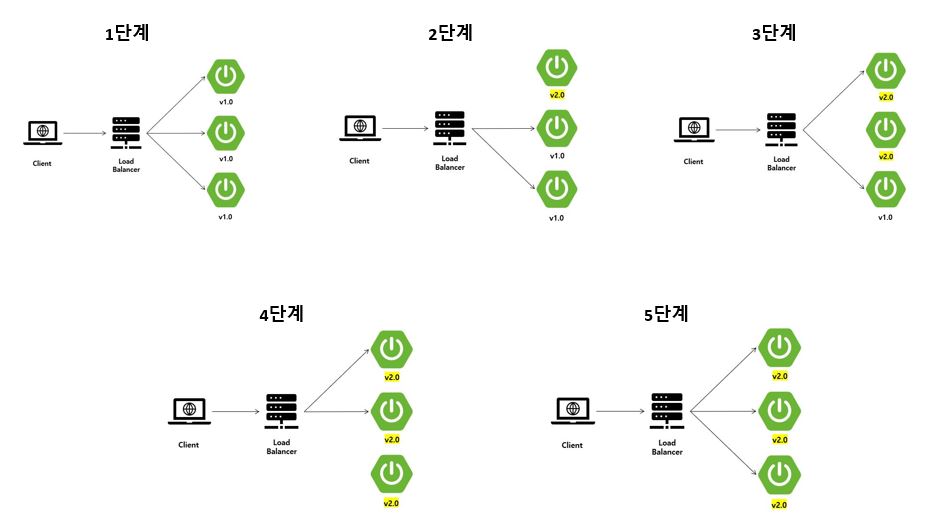 1단계
v1.0
v1.0
v1.0
Client
Load
Balancer
2단계
v2.0
v1.0
v1.0
Client
Load
Balancer
3단계
v2.0
v2.0
v1.0
Client
Load
Balancer
4단계
v2.0
v2.0
v2.0
Client
Load
Balancer
5단계
v2.0
v2.0
v2.0
Client
Load
Balancer